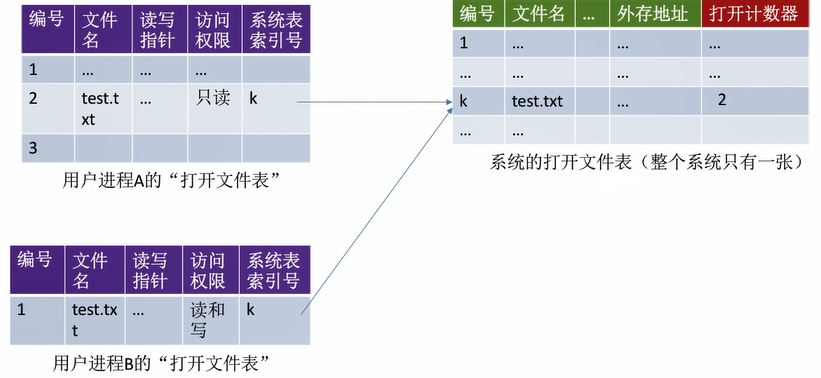 编号 文件名 读写指针 访问权限 系统表索引号
1 … … …
2 test.txt … 只读 k
3
用户进程A的“打开文件表”
编号 文件名 … 外存地址 打开计数器
1 … … …
… … … …
k test.txt … 2
… …
系统的打开文件表（整个系统只有一张）
编号 文件名 读写指针 访问权限 系统表索引号
1 test.txt … 读和写 k
用户进程B的“打开文件表”